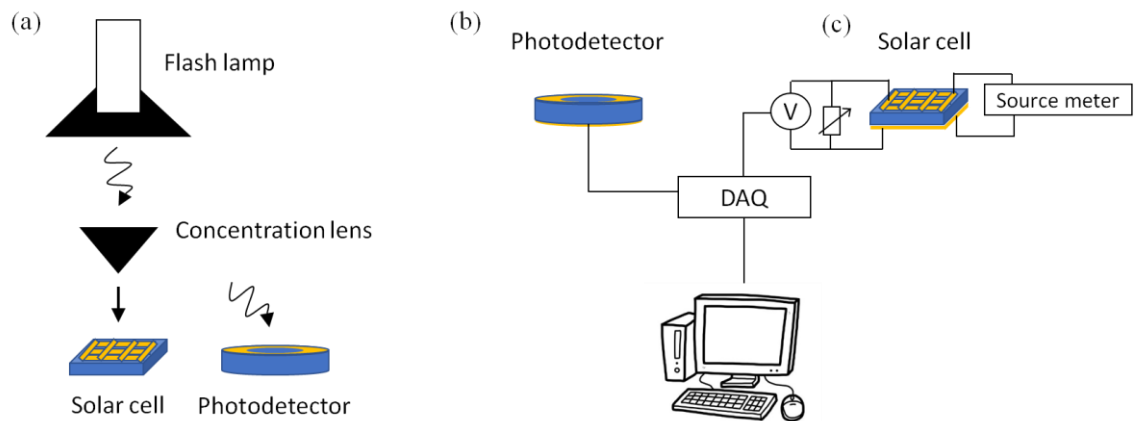 (a)
Flash lamp
Concentration lens
Solar cell
Photodetector
(b)
Photodetector
DAQ
(c)
Solar cell
V
Source meter